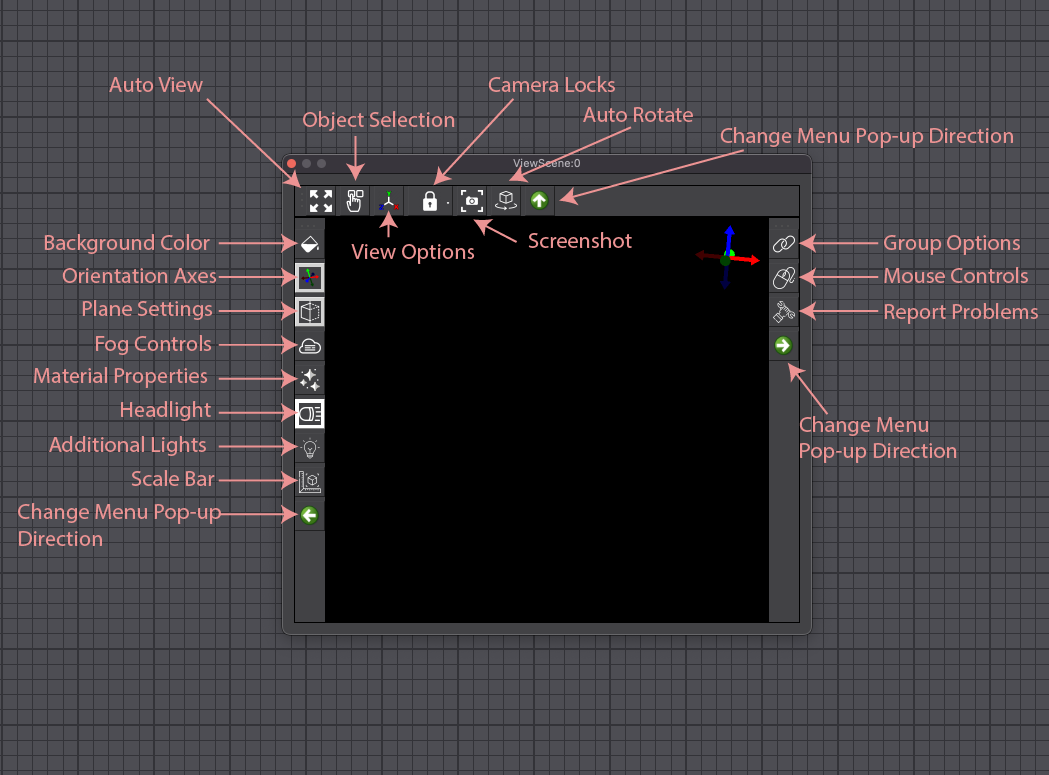 Auto View
Camera Locks
Object Selection
Auto Rotate
Change Menu Pop-up Direction
ViewScene:0
View Options
Screenshot
Background Color
Orientation Axes
Plane Settings
Fog Controls
Material Properties
Headlight
Additional Lights
Scale Bar
Change Menu Pop-up
Direction
Group Options
Mouse Controls
Report Problems
Change Menu
Pop-up Direction